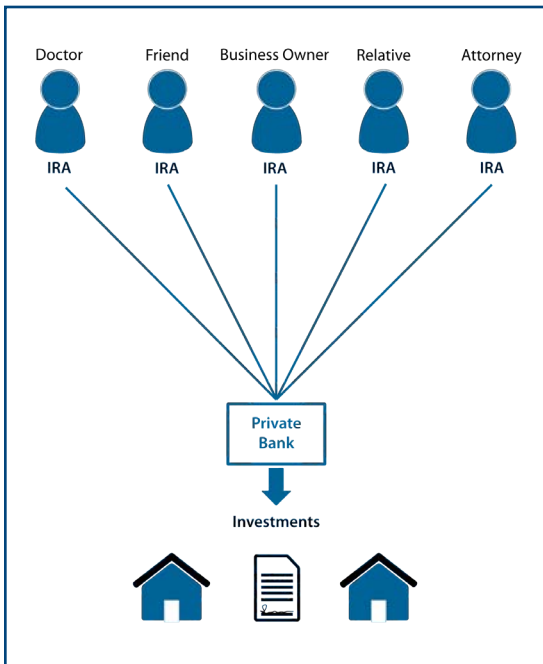 Doctor
Friend
Business Owner
Relative
Attorney
IRA
IRA
IRA
IRA
IRA
Private
Bank
Investments